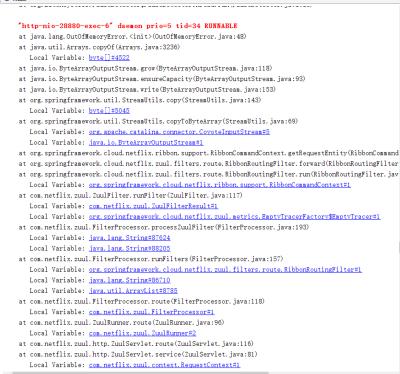 "http-nio-28880-exec-6" daemon prio=5 tid=34 RUNNABLE
at java.lang.OutOfMemoryError.<init>(OutOfMemoryError.java:48)
at java.util.Arrays.copyOf(Arrays.java:3236)
Local Variable: byte[]#4522
at java.io.ByteArrayOutputStream.grow(ByteArrayOutputStream.java:118)
at java.io.ByteArrayOutputStream.ensureCapacity(ByteArrayOutputStream.java:93)
at java.io.ByteArrayOutputStream.write(ByteArrayOutputStream.java:153)
at org.springframework.util.StreamUtils.copy(StreamUtils.java:143)
Local Variable: byte[]#5045
at org.springframework.util.StreamUtils.copyToByteArray(StreamUtils.java:69)
Local Variable: org.apache.catalina.connector.CoyoteInputStream#5
Local Variable: java.io.ByteArrayOutputStream#1
at org.springframework.cloud.netflix.ribbon.support.RibbonCommandContext.getRequestEntity(RibbonCommand
at org.springframework.cloud.netflix.zuul.filters.route.RibbonRoutingFilter.forward(RibbonRoutingFilter
at org.springframework.cloud.netflix.zuul.filters.route.RibbonRoutingFilter.run(RibbonRoutingFilter.jav
Local Variable: org.springframework.cloud.netflix.ribbon.support.RibbonCommandContext#1
at com.netflix.zuul.ZuulFilter.runFilter(ZuulFilter.java:117)
Local Variable: com.netflix.zuul.ZuulFilterResult#1
Local Variable: org.springframework.cloud.netflix.zuul.metrics.EmptyTracerFactory$EmptyTracer#1
at com.netflix.zuul.FilterProcessor.processZuulFilter(FilterProcessor.java:193)
Local Variable: java.lang.String#87624
Local Variable: java.lang.String#88205
at com.netflix.zuul.FilterProcessor.runFilters(FilterProcessor.java:157)
Local Variable: org.springframework.cloud.netflix.zuul.filters.route.RibbonRoutingFilter#1
Local Variable: java.lang.String#86710
Local Variable: java.util.ArrayList#8785
at com.netflix.zuul.FilterProcessor.route(FilterProcessor.java:118)
Local Variable: com.netflix.zuul.FilterProcessor#1
at com.netflix.zuul.ZuulRunner.route(ZuulRunner.java:96)
Local Variable: com.netflix.zuul.ZuulRunner#2
at com.netflix.zuul.http.ZuulServlet.route(ZuulServlet.java:116)
at com.netflix.zuul.http.ZuulServlet.service(ZuulServlet.java:81)
Local Variable: com.netflix.zuul.context.RequestContext#1